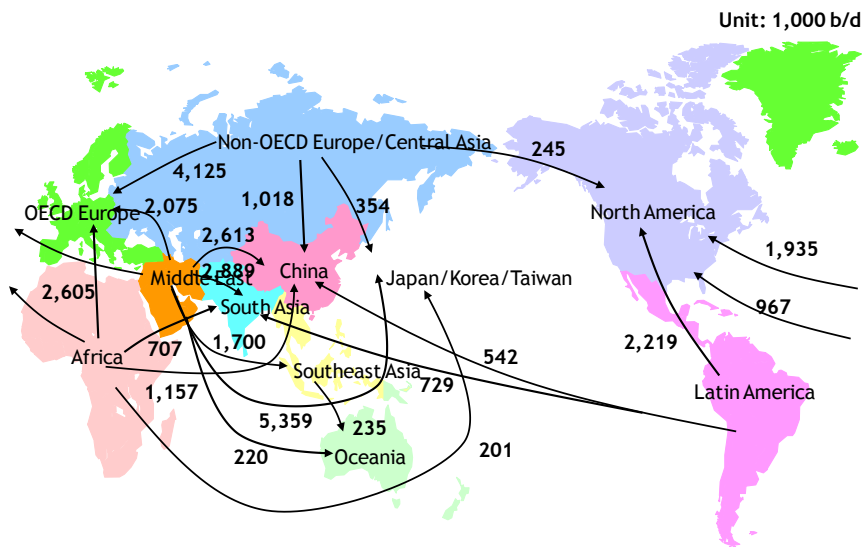 Unit: 1,000 b/d
Non-OECD Europe/Central Asia
245
4,125
1,018
354
OECD Europe
2,075
North America
2,613
1,935
2,889
Middle East
China
Japan/Korea/Taiwan
2,605
South Asia
967
707
1,700
2,219
Africa
542
Southeast Asia
729
1,157
Latin America
5,359
235
220
Oceania
201